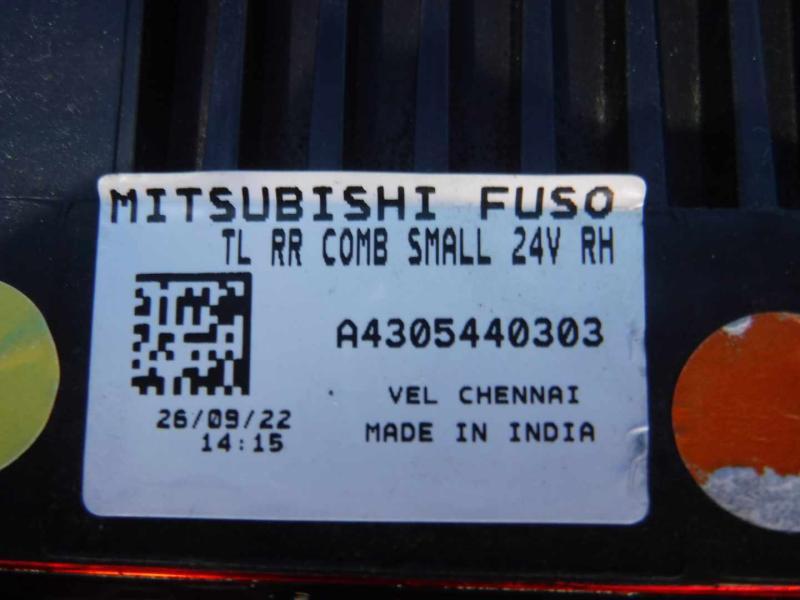 MITSUBISHI FUSO
TL RR COMB SMALL 24V RH
A4305440303
VEL CHENNAI
26/09/22
14:15
MADE IN INDIA